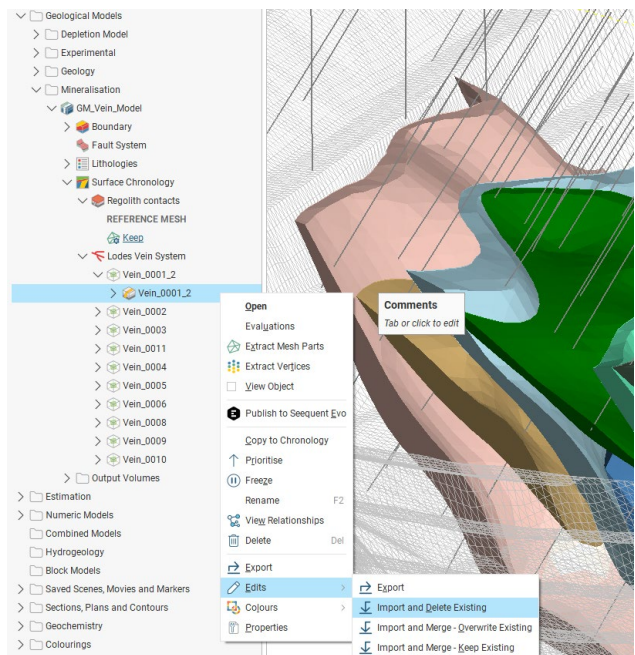 Geological Models
Depletion Model
Experimental
Geology
Mineralisation
GM_Vein_Model
Boundary
Fault System
Lithologies
Surface Chronology
Regolith contacts
REFERENCE MESH
Keep
Lodes Vein System
Vein_0001_2
Vein_0001_2
Vein_0002
Vein_0003
Vein_0011
Vein_0004
Vein_0005
Vein_0006
Vein_0008
Vein_0009
Vein_0010
Output Volumes
Estimation
Numeric Models
Combined Models
Hydrogeology
Block Models
Saved Scenes, Movies and Markers
Sections, Plans and Contours
Geochemistry
Colourings
Open
Evaluations
Extract Mesh Parts
Extract Vertices
View Object
Publish to Seequent Evo
Copy to Chronology
Prioritise
Freeze
Rename F2
View Relationships
Delete Del
Export
Edits
Colours
Properties
Comments
Tab or click to edit
Export
Import and Delete Existing
Import and Merge - Overwrite Existing
Import and Merge - Keep Existing